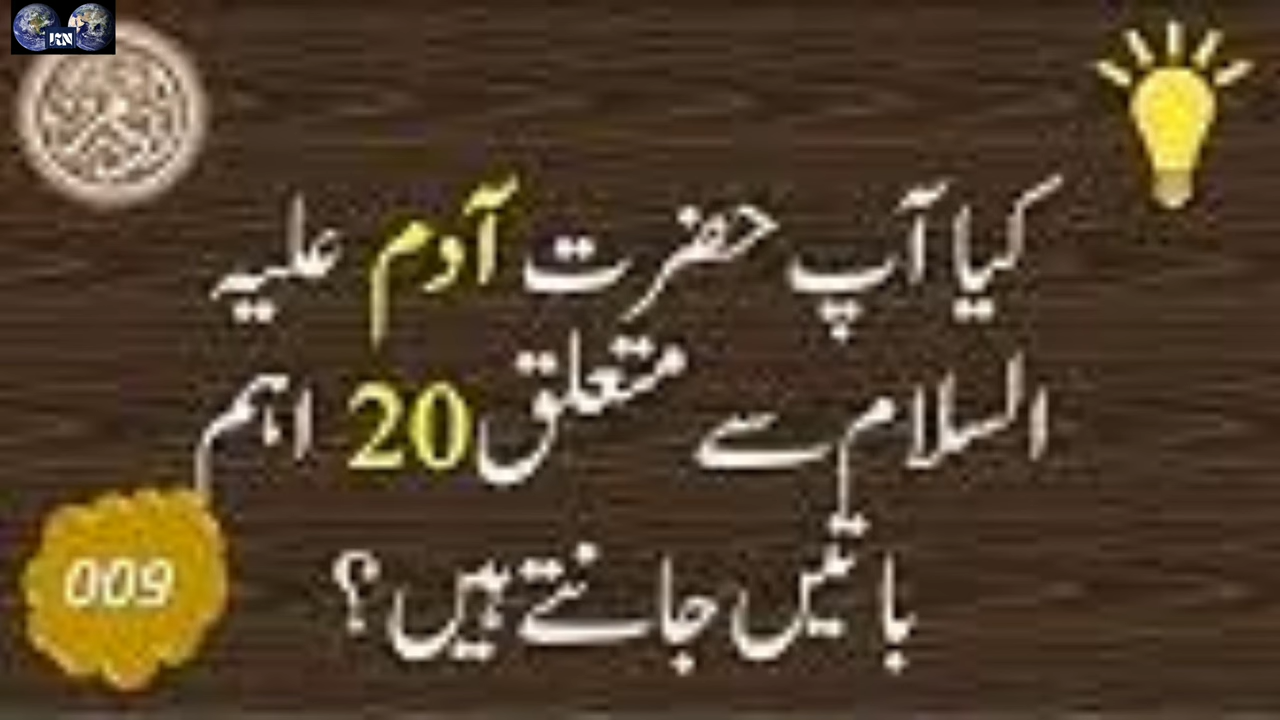 کیا آپ حضرت آدم علیہ
السلام سے متعلق 20 اہم
باتیں جانتے ہیں؟
009